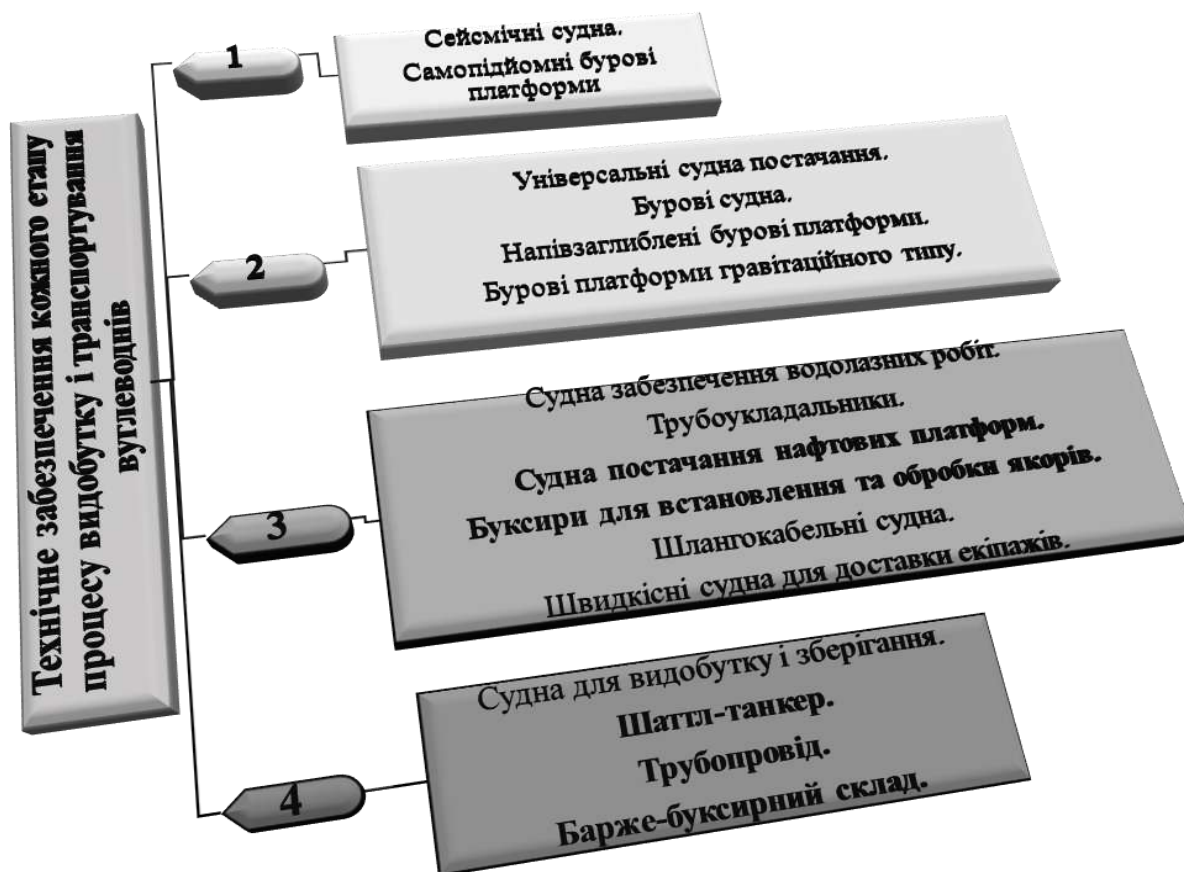 Технічне забезпечення кожного етапу
процесу видобутку і транспортування
вуглеводнів
1
Сейсмічні судна.
Самопідйомні бурові
платформи
2
Універсальні судна постачання.
Бурові судна.
Напівзаглиблені бурові платформи.
Бурові платформи гравітаційного типу.
3
Судна забезпечення водолазних робіт.
Трубоукладальники.
Судна постачання нафтових платформ.
Буксири для встановлення та обробки якорів.
Шлангокабельні судна.
Швидкісні судна для доставки екіпажів.
4
Судна для видобутку і зберігання.
Шаттл-танкер.
Трубопровід.
Барже-буксирний склад.